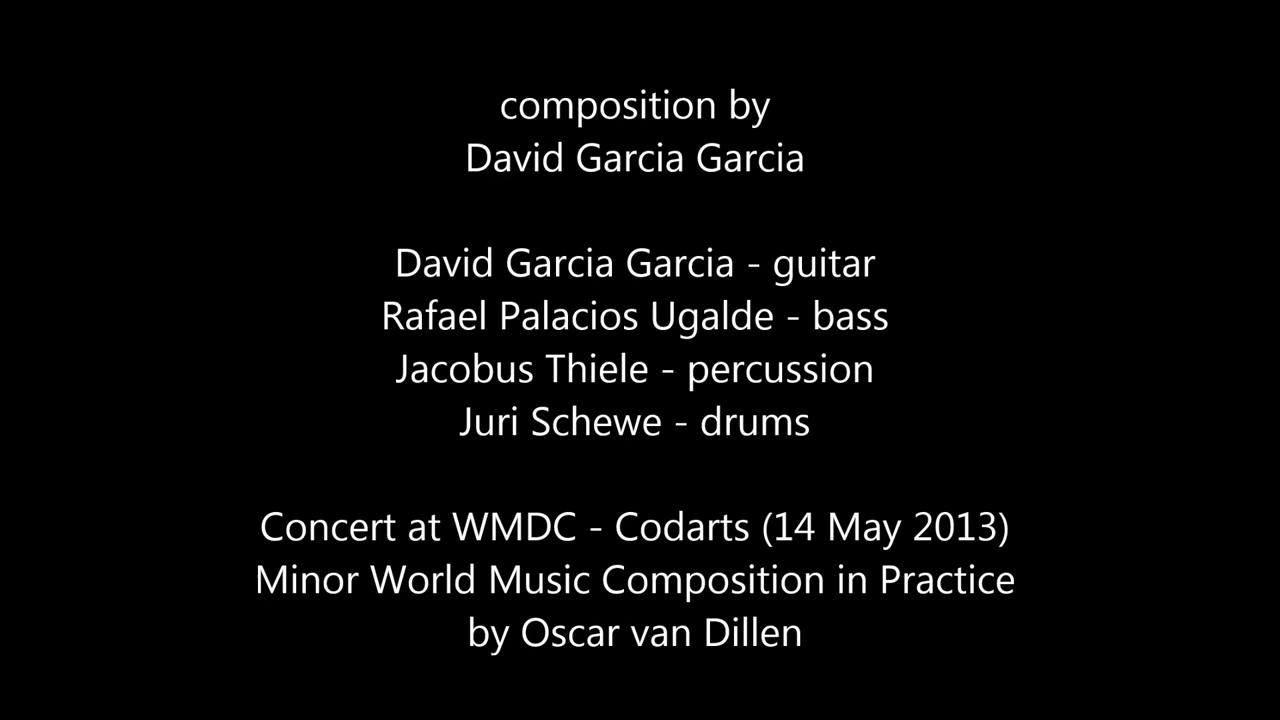 composition by
David Garcia Garcia
David Garcia Garcia - guitar
Rafael Palacios Ugalde - bass
Jacobus Thiele - percussion
Juri Schewe - drums
Concert at WMDC - Codarts (14 May 2013)
Minor World Music Composition in Practice
by Oscar van Dillen